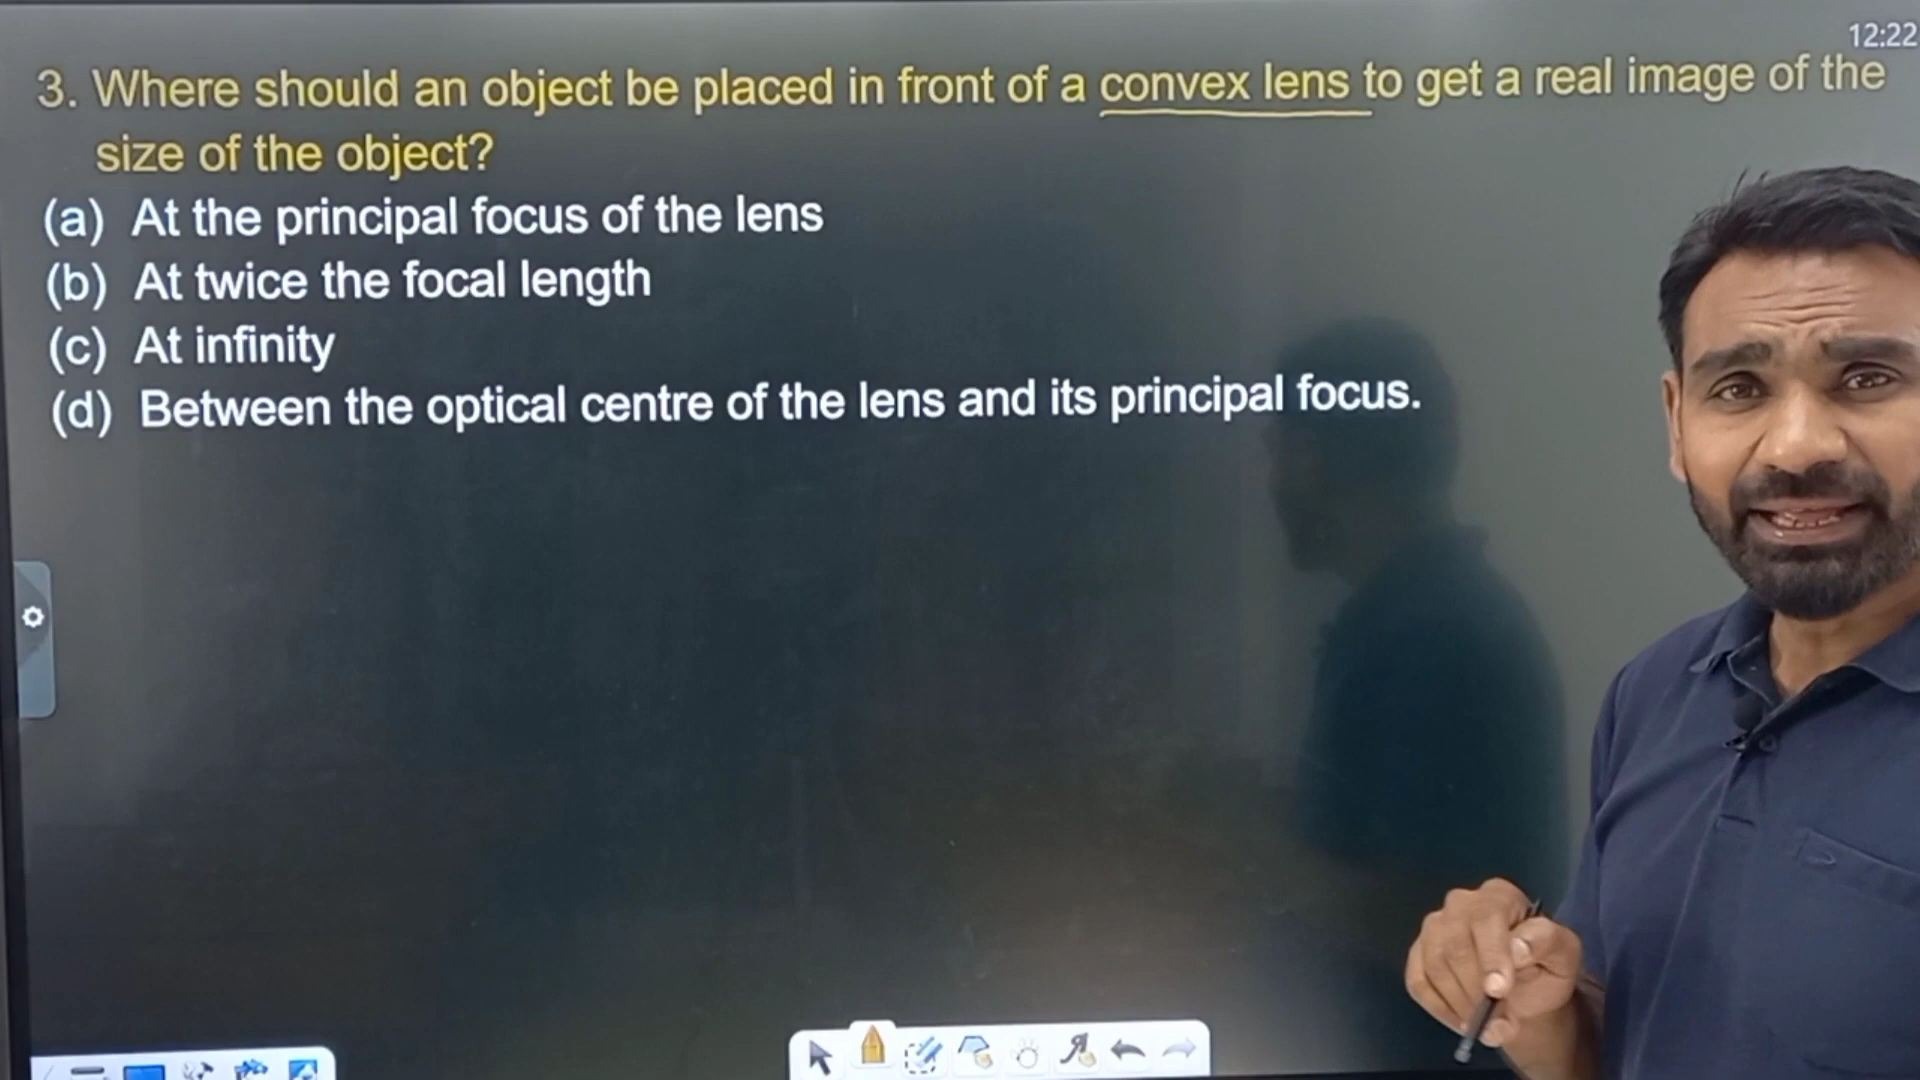 12:22
3. Where should an object be placed in front of a convex lens to get a real image of the
size of the object?
(a) At the principal focus of the lens
(b) At twice the focal length
(c) At infinity
(d) Between the optical centre of the lens and its principal focus.